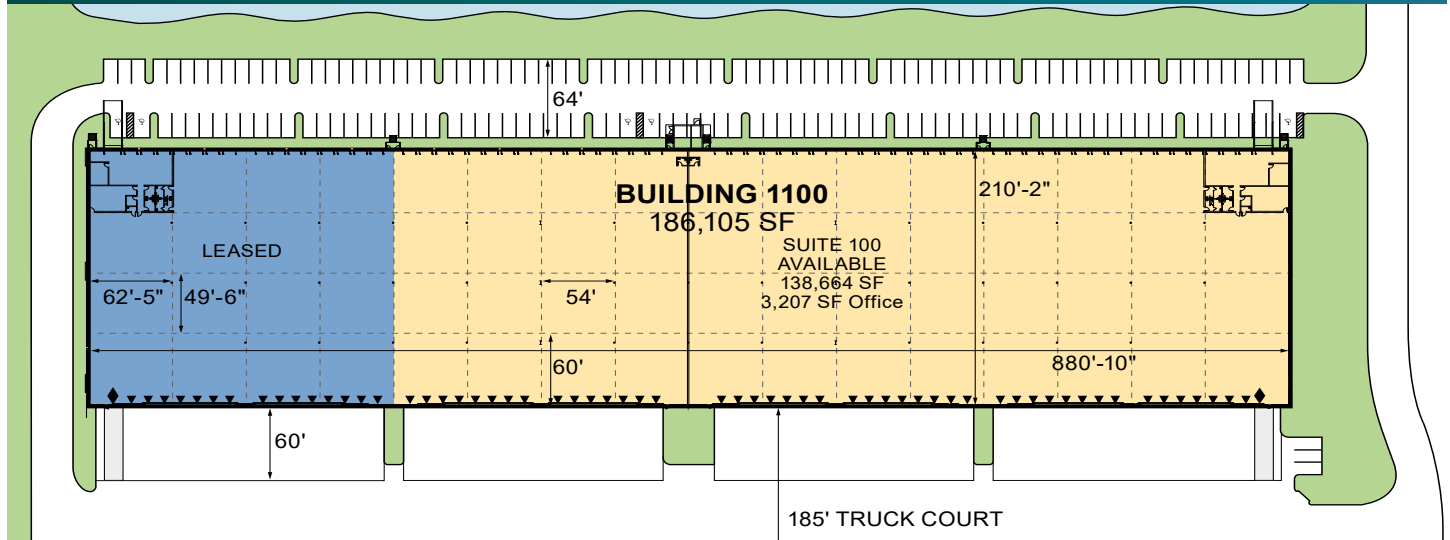 64'
BUILDING 1100
186,105 SF
210'-2"
LEASED
SUITE 100
AVAILABLE
138,664 SF
3,207 SF Office
62'-5"
49'-6"
54'
60'
880'-10"
60'
185' TRUCK COURT